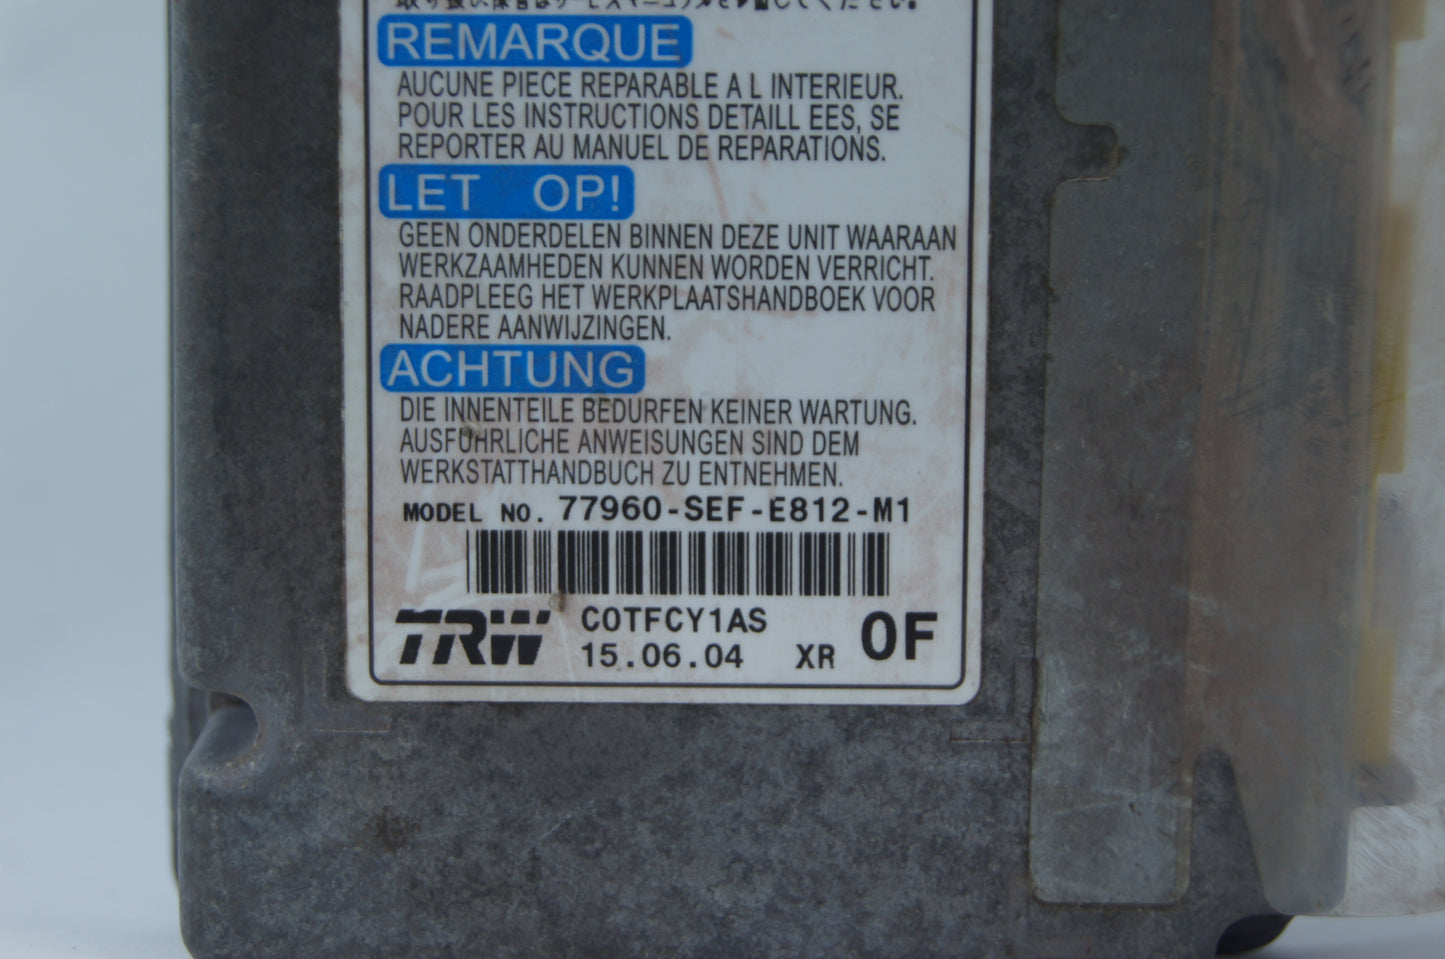 REMARQUE
AUCUNE PIECE REPARABLE A L INTERIEUR.
POUR LES INSTRUCTIONS DETAILL EES, SE
REPORTER AU MANUEL DE REPARATIONS.
LET OP!
GEEN ONDERDELEN BINNEN DEZE UNIT WAARAAN
WERKZAAMHEDEN KUNNEN WORDEN VERRICHT.
RAADPLEEG HET WERKPLAATSHANDBOEK VOOR
NADERE AANWIJZINGEN.
ACHTUNG
DIE INNENTEILE BEDURFEN KEINER WARTUNG.
AUSFÜHRLICHE ANWEISUNGEN SIND DEM
WERKSTATTHANDBUCH ZU ENTNEHMEN.
MODEL NO. 77960-SEF-E812-M1
TRW C0TFCY1AS
15.06.04 XR 0F